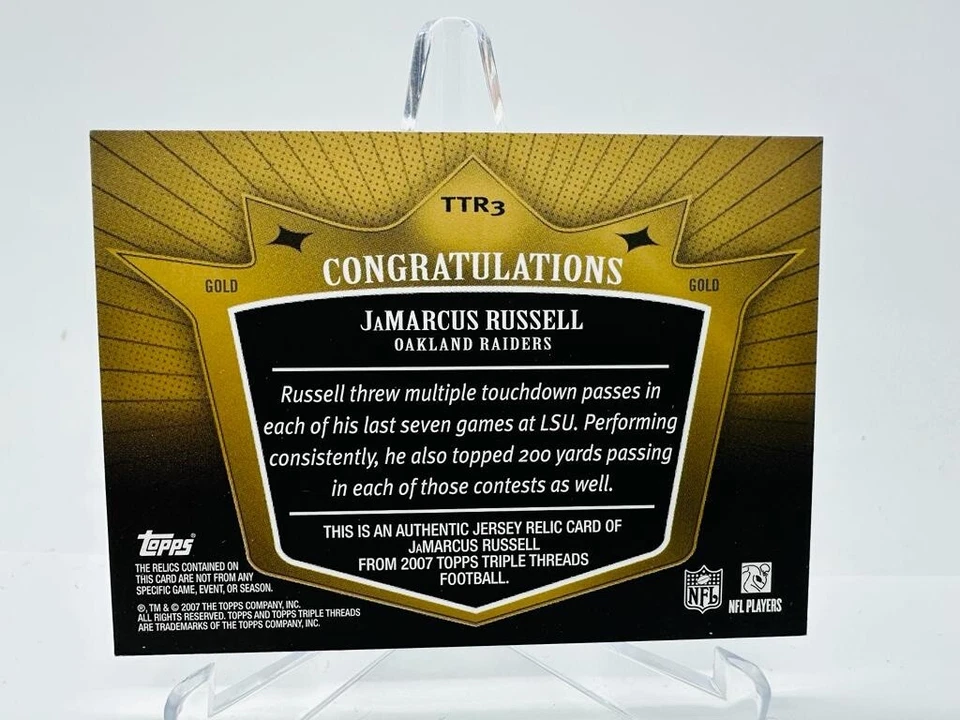 TTR3
CONGRATULATIONS
GOLD GOLD
JaMARCUS RUSSELL
OAKLAND RAIDERS
Russell threw multiple touchdown passes in
each of his last seven games at LSU. Performing
consistently, he also topped 200 yards passing
in each of those contests as well.
THIS IS AN AUTHENTIC JERSEY RELIC CARD OF
JaMARCUS RUSSELL
FROM 2007 TOPPS TRIPLE THREADS
FOOTBALL.
topps®
THE RELICS CONTAINED ON
THIS CARD ARE NOT FROM ANY
SPECIFIC GAME, EVENT, OR SEASON.
®, TM & © 2007 THE TOPPS COMPANY, INC.
ALL RIGHTS RESERVED. TOPPS AND TOPPS TRIPLE THREADS
ARE TRADEMARKS OF THE TOPPS COMPANY, INC.
NFL
NFL PLAYERS